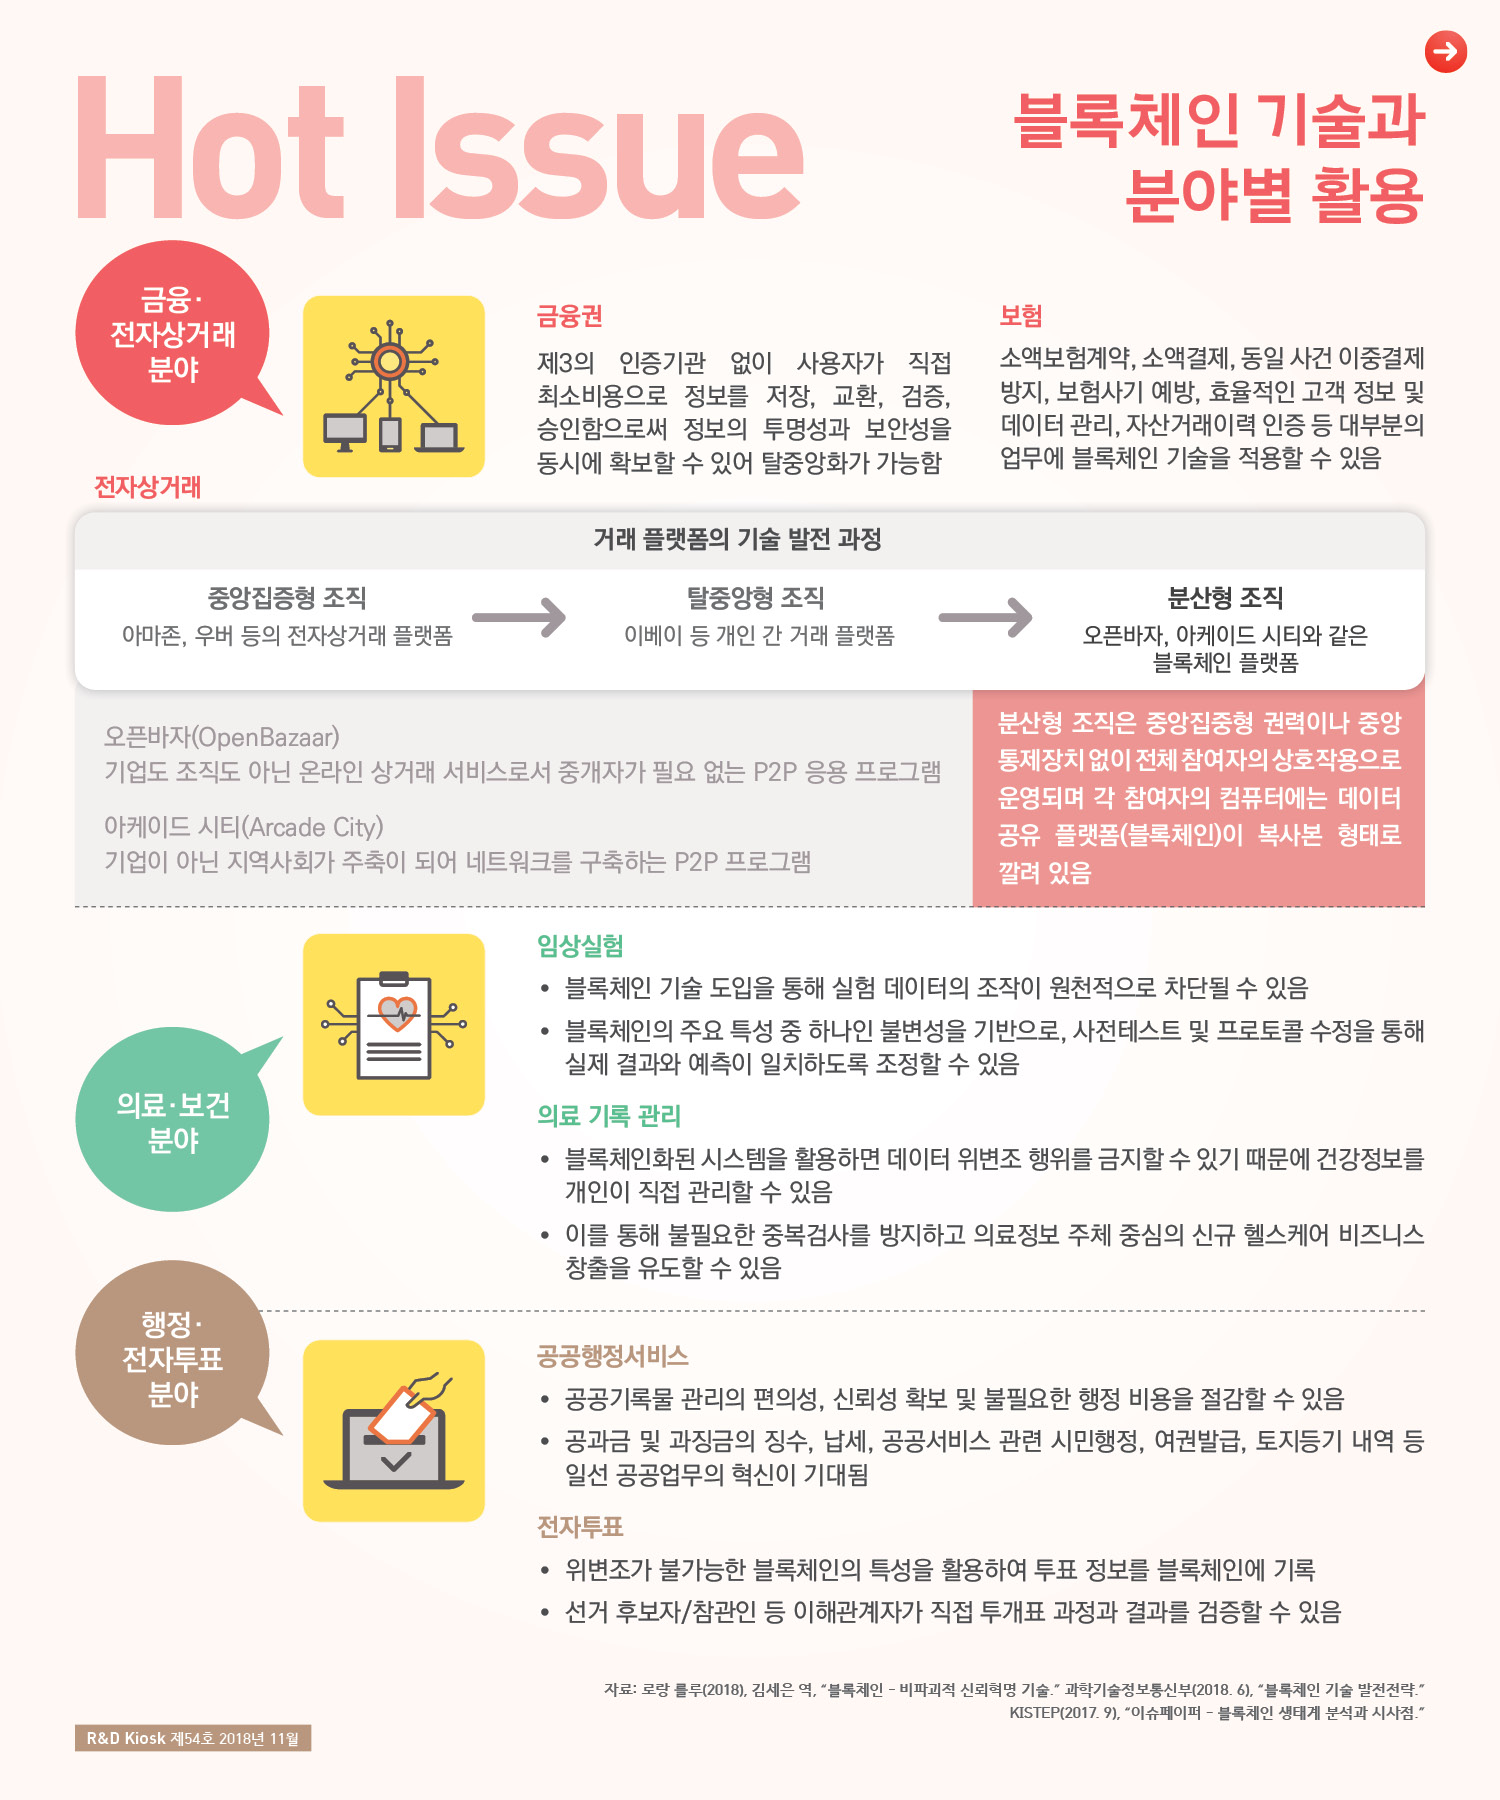 Hot Issue
블록체인 기술과
분야별 활용
금융·
전자상거래
분야
금융권
제3의 인증기관 없이 사용자가 직접
최소비용으로 정보를 저장, 교환, 검증,
승인함으로써 정보의 투명성과 보안성을
동시에 확보할 수 있어 탈중앙화가 가능함
보험
소액보험계약, 소액결제, 동일 사건 이중결제
방지, 보험사기 예방, 효율적인 고객 정보 및
데이터 관리, 자산거래이력 인증 등 대부분의
업무에 블록체인 기술을 적용할 수 있음
전자상거래
거래 플랫폼의 기술 발전 과정
중앙집증형 조직
아마존, 우버 등의 전자상거래 플랫폼
탈중앙형 조직
이베이 등 개인 간 거래 플랫폼
분산형 조직
오픈바자, 아케이드 시티와 같은
블록체인 플랫폼
오픈바자(OpenBazaar)
기업도 조직도 아닌 온라인 상거래 서비스로서 중개자가 필요 없는 P2P 응용 프로그램
아케이드 시티(Arcade City)
기업이 아닌 지역사회가 주축이 되어 네트워크를 구축하는 P2P 프로그램
분산형 조직은 중앙집중형 권력이나 중앙
통제장치 없이 전체 참여자의 상호작용으로
운영되며 각 참여자의 컴퓨터에는 데이터
공유 플랫폼(블록체인)이 복사본 형태로
깔려 있음
의료·보건
분야
임상실험
• 블록체인 기술 도입을 통해 실험 데이터의 조작이 원천적으로 차단될 수 있음
• 블록체인의 주요 특성 중 하나인 불변성을 기반으로, 사전테스트 및 프로토콜 수정을 통해
실제 결과와 예측이 일치하도록 조정할 수 있음
의료 기록 관리
• 블록체인화된 시스템을 활용하면 데이터 위변조 행위를 금지할 수 있기 때문에 건강정보를
개인이 직접 관리할 수 있음
• 이를 통해 불필요한 중복검사를 방지하고 의료정보 주체 중심의 신규 헬스케어 비즈니스
창출을 유도할 수 있음
행정·
전자투표
분야
공공행정서비스
• 공공기록물 관리의 편의성, 신뢰성 확보 및 불필요한 행정 비용을 절감할 수 있음
• 공과금 및 과징금의 징수, 납세, 공공서비스 관련 시민행정, 여권발급, 토지등기 내역 등
일선 공공업무의 혁신이 기대됨
전자투표
• 위변조가 불가능한 블록체인의 특성을 활용하여 투표 정보를 블록체인에 기록
• 선거 후보자/참관인 등 이해관계자가 직접 투개표 과정과 결과를 검증할 수 있음
자료: 로랑 를루(2018), 김세은 역, “블록체인 - 비파괴적 신뢰혁명 기술.” 과학기술정보통신부(2018. 6), “블록체인 기술 발전전략.”
KISTEP(2017. 9), “이슈페이퍼 - 블록체인 생태계 분석과 시사점.”
R&D Kiosk 제54호 2018년 11월